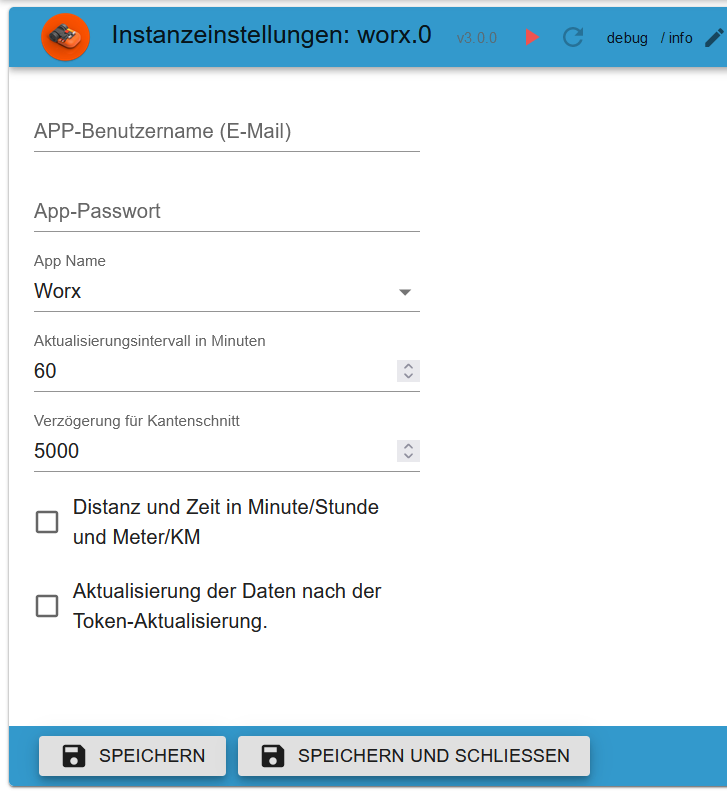 Instanzeinstellungen: worx.0 v3.0.0 debug / info
APP-Benutzername (E-Mail)
App-Passwort
App Name
Worx
Aktualisierungsintervall in Minuten
60
Verzögerung für Kantenschnitt
5000
Distanz und Zeit in Minute/Stunde
und Meter/KM
Aktualisierung der Daten nach der
Token-Aktualisierung.
SPEICHERN SPEICHERN UND SCHLIESSEN